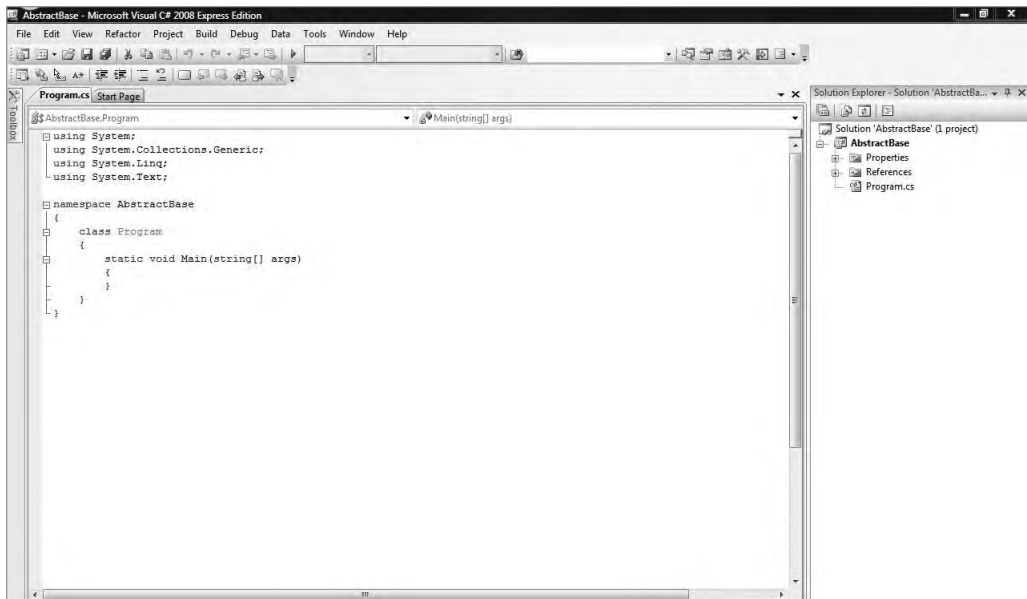 AbstractBase - Microsoft Visual C# 2008 Express Edition
File Edit View Refactor Project Build Debug Data Tools Window Help
Toolbox
Program.cs Start Page
AbstractBase.Program
Main(string[] args)
using System;
using System.Collections.Generic;
using System.Linq;
using System.Text;
namespace AbstractBase
{
class Program
{
static void Main(string[] args)
{
}
}
}
Solution Explorer - Solution 'AbstractBa...
Solution 'AbstractBase' (1 project)
AbstractBase
Properties
References
Program.cs